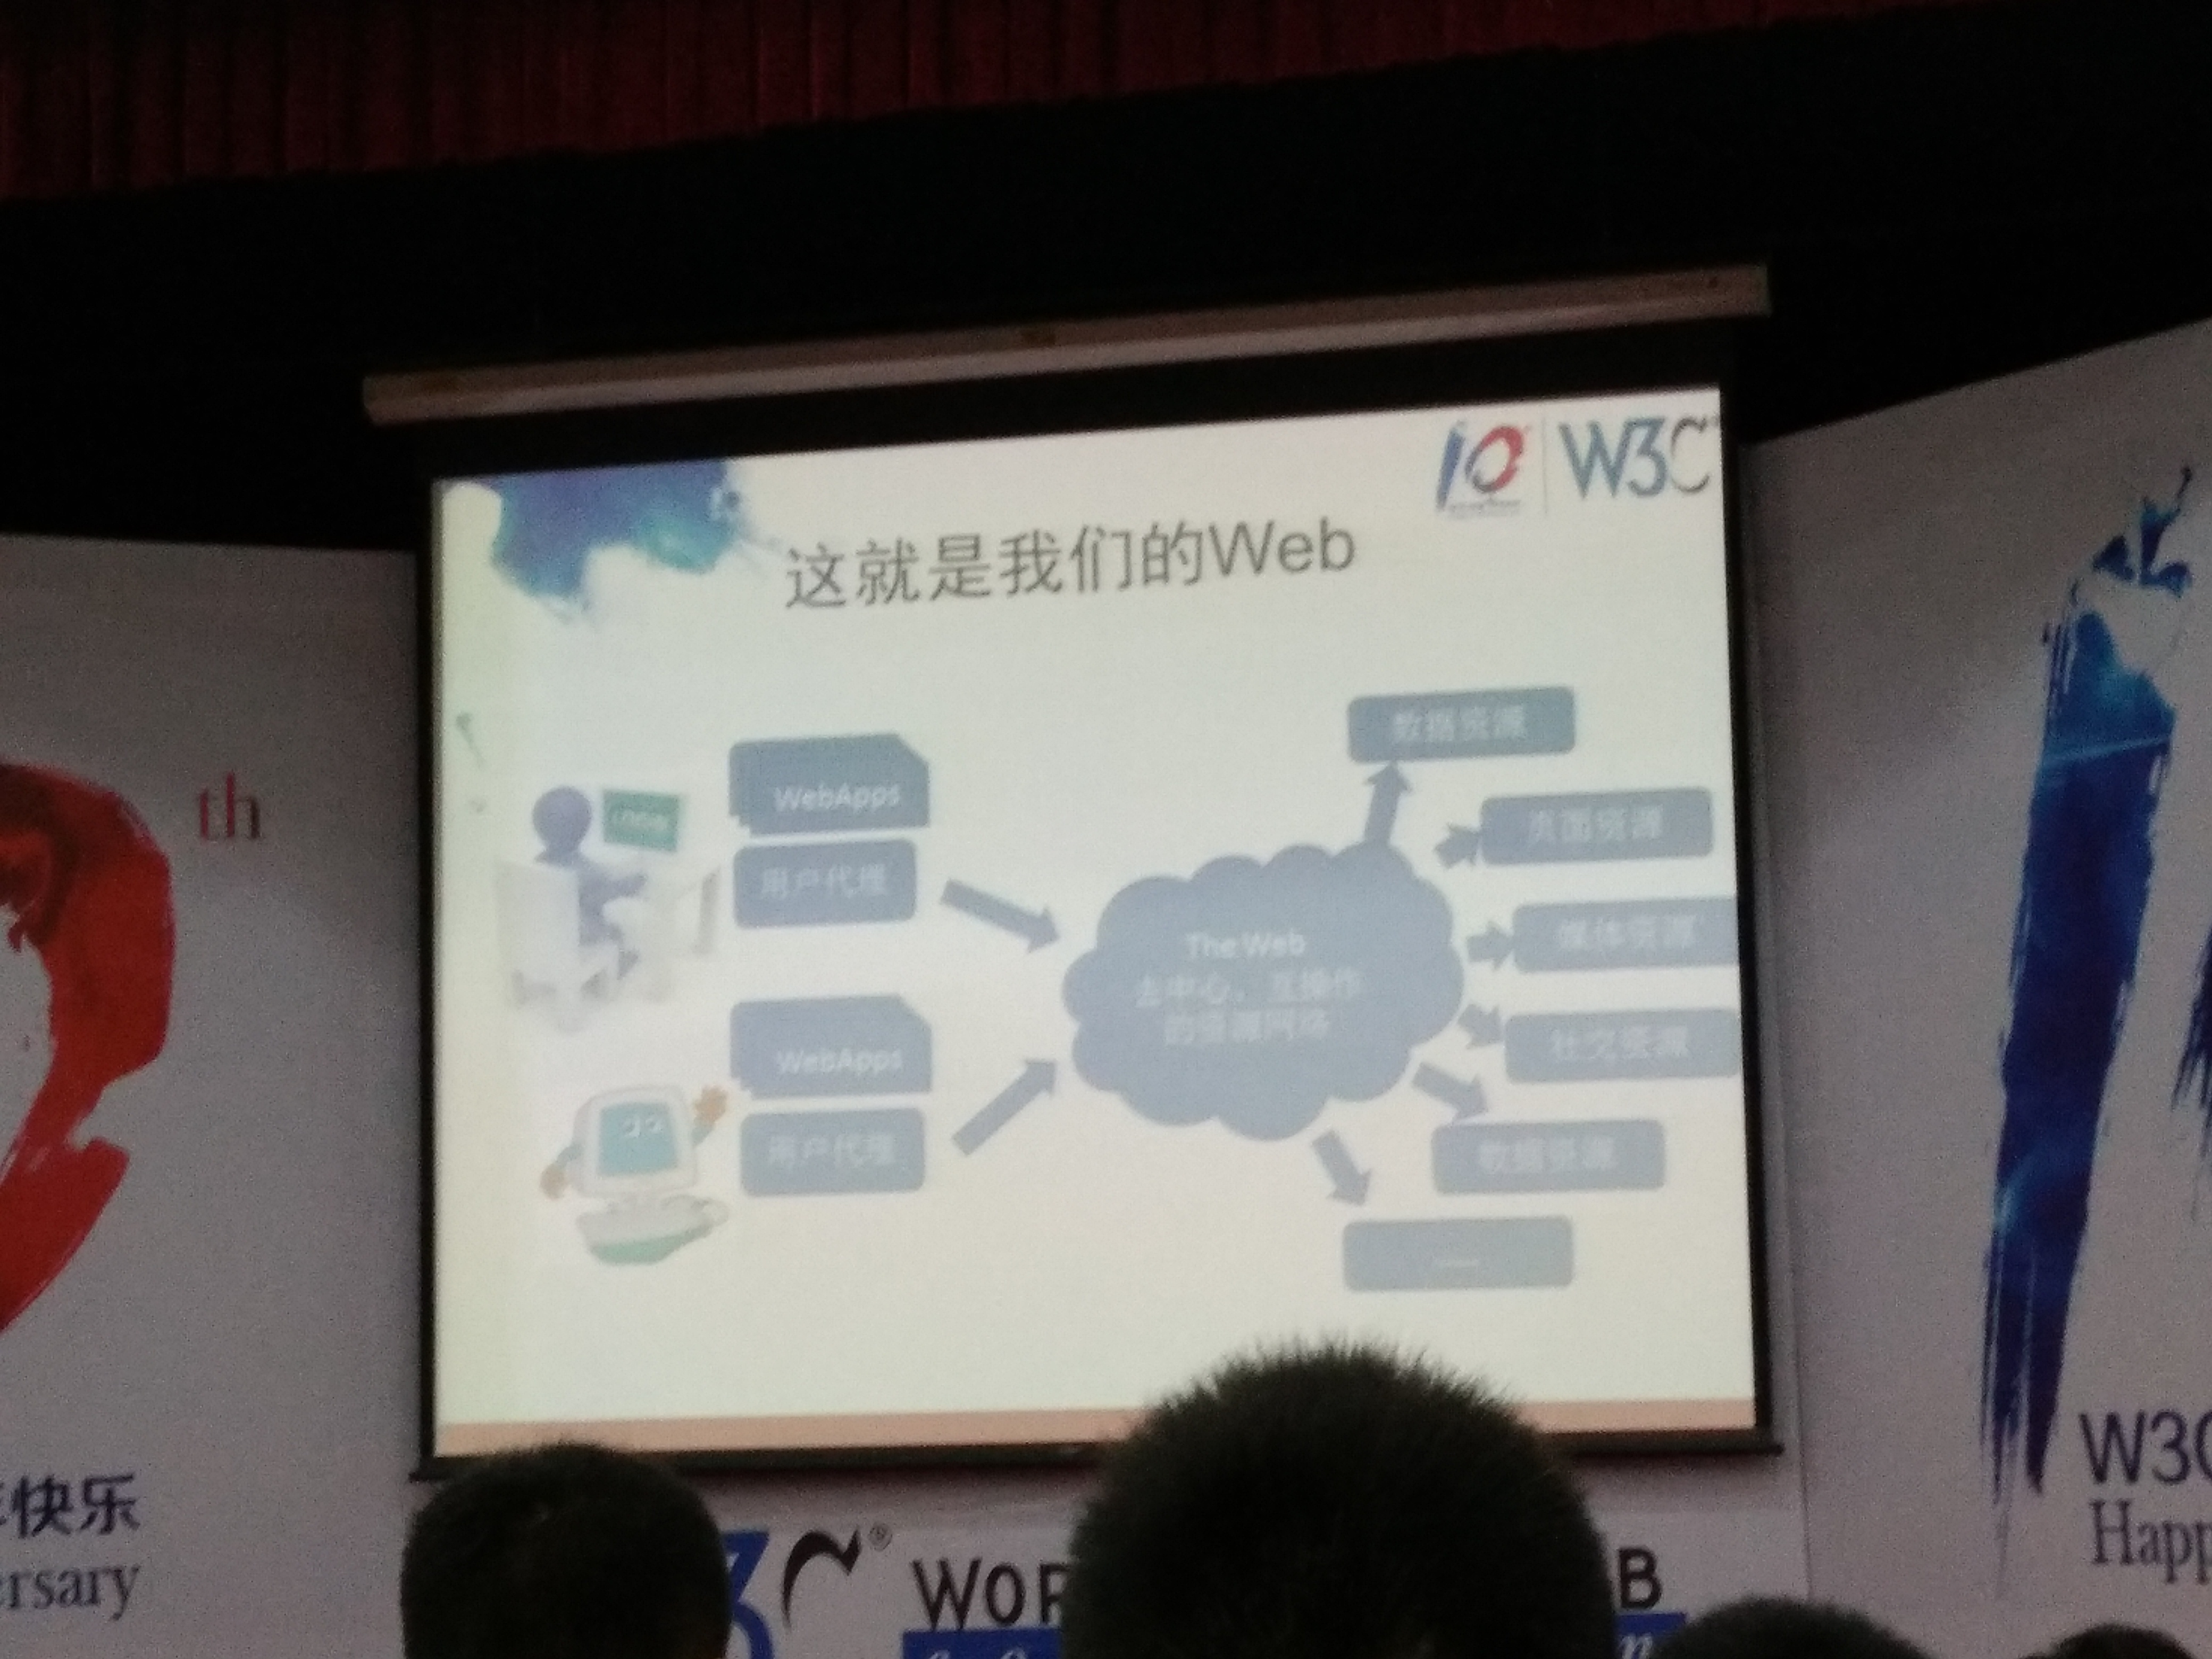 W3C
这就是我们的Web
WebApps
用户代理
WebApps
用户代理
The Web
去中心、互操作
的资源网络
数据资源
页面资源
媒体资源
社交资源
数据资源
......
th
快乐
ersary
W3C
Happ
3C®
WOR
B